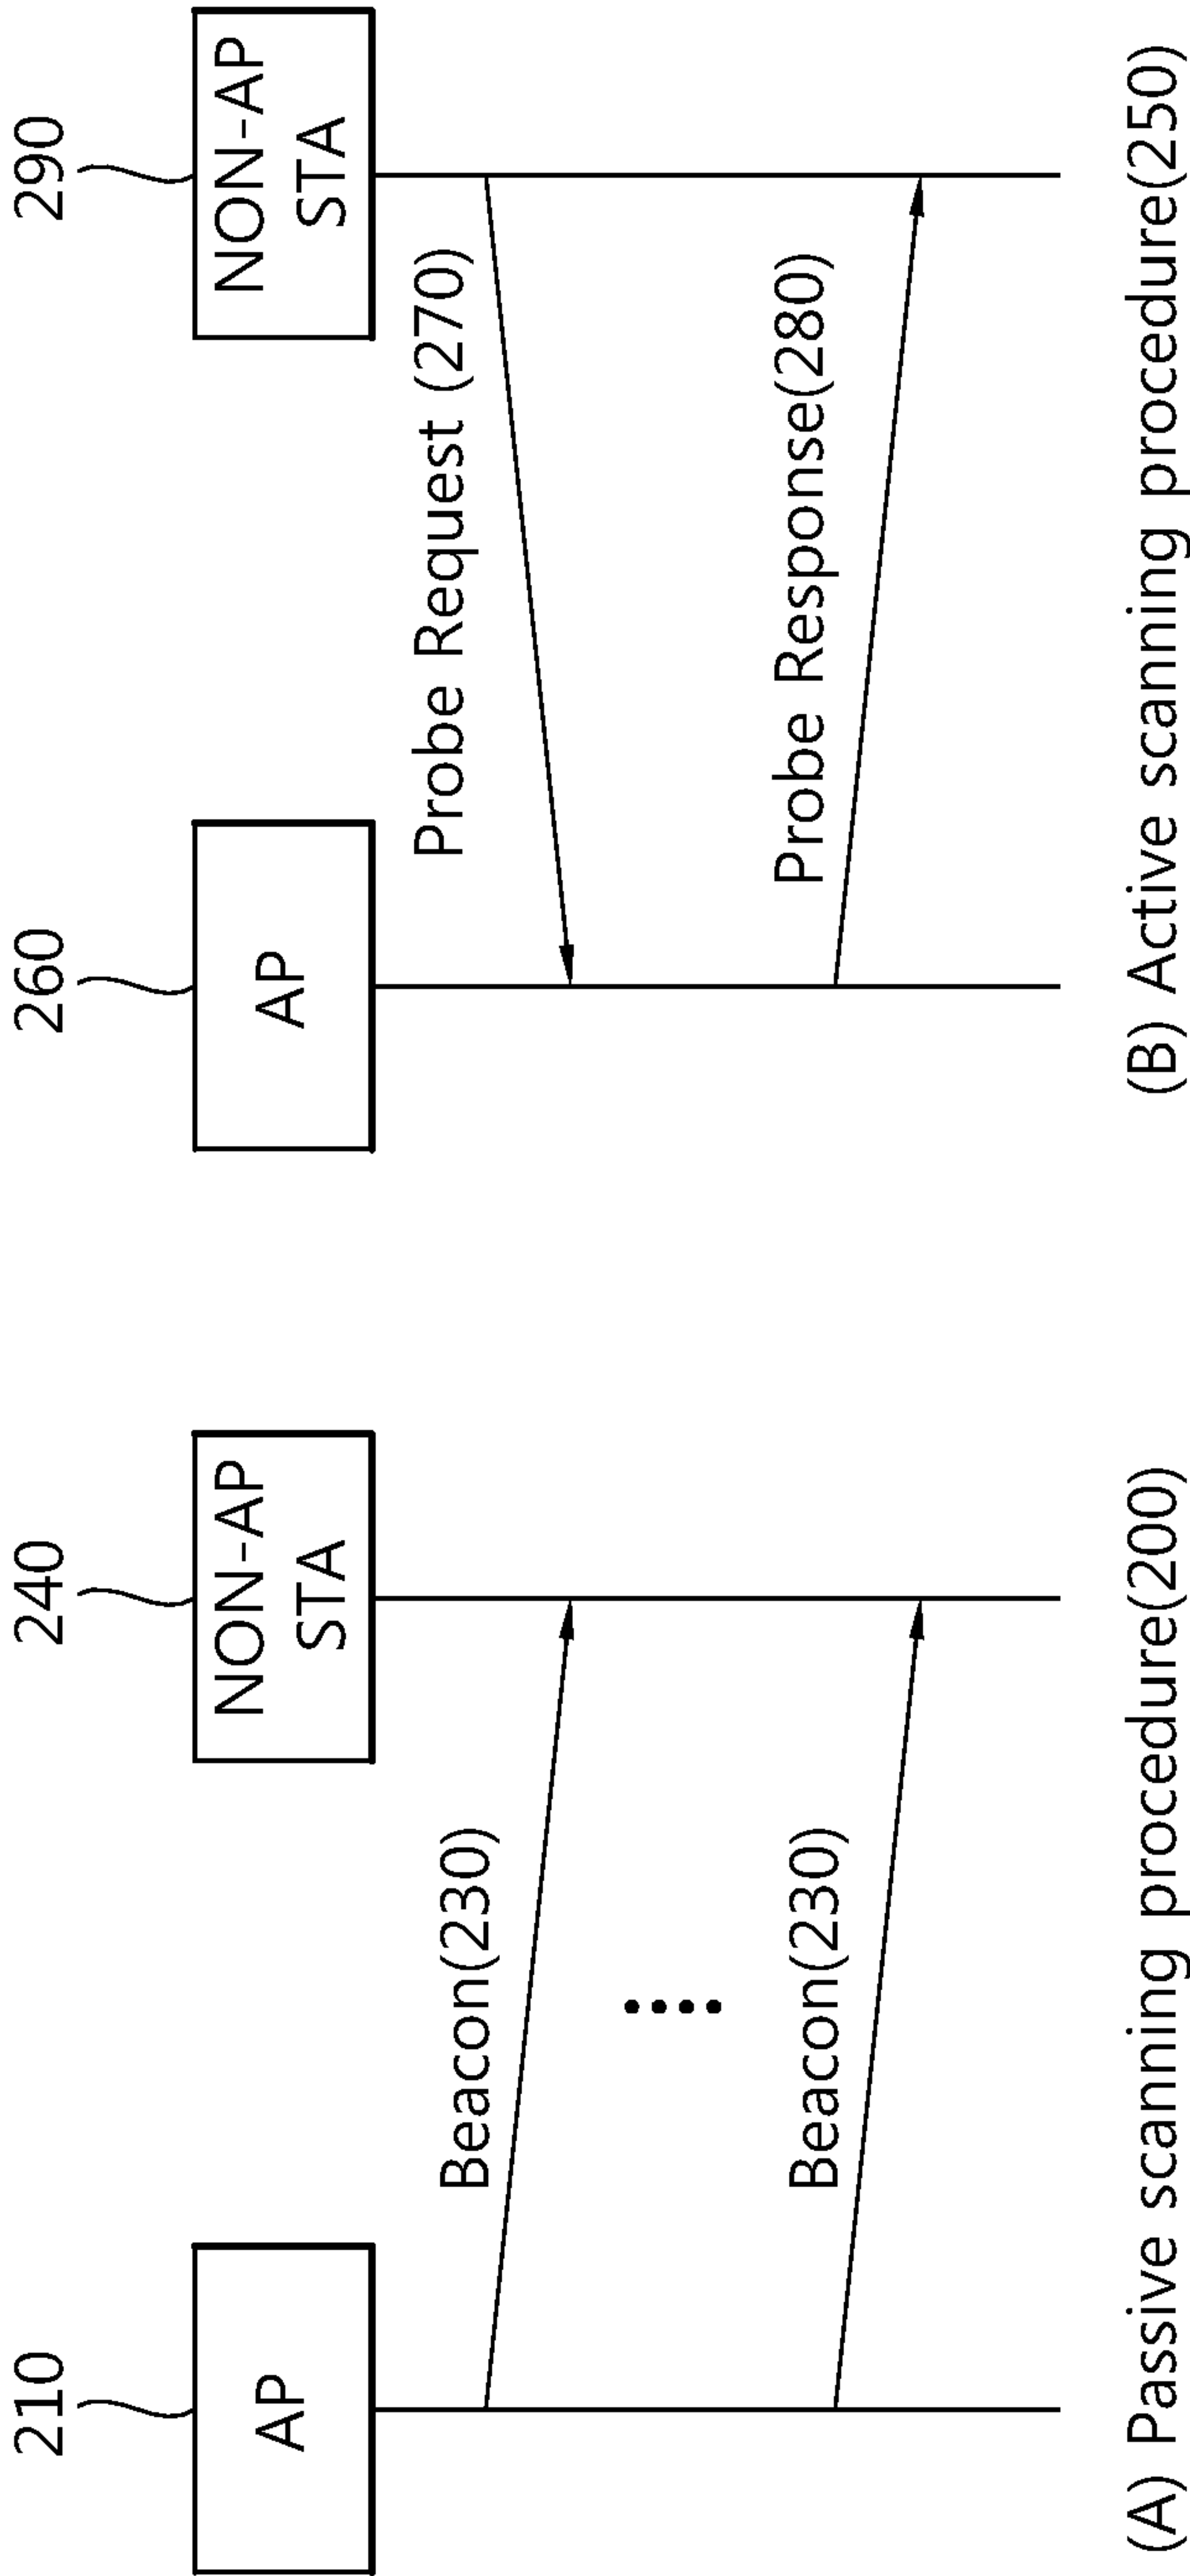 210
AP
240
NON-AP
STA
Beacon(230)
Beacon(230)
(A) Passive scanning procedure(200)
260
AP
290
NON-AP
STA
Probe Request (270)
Probe Response(280)
(B) Active scanning procedure(250)